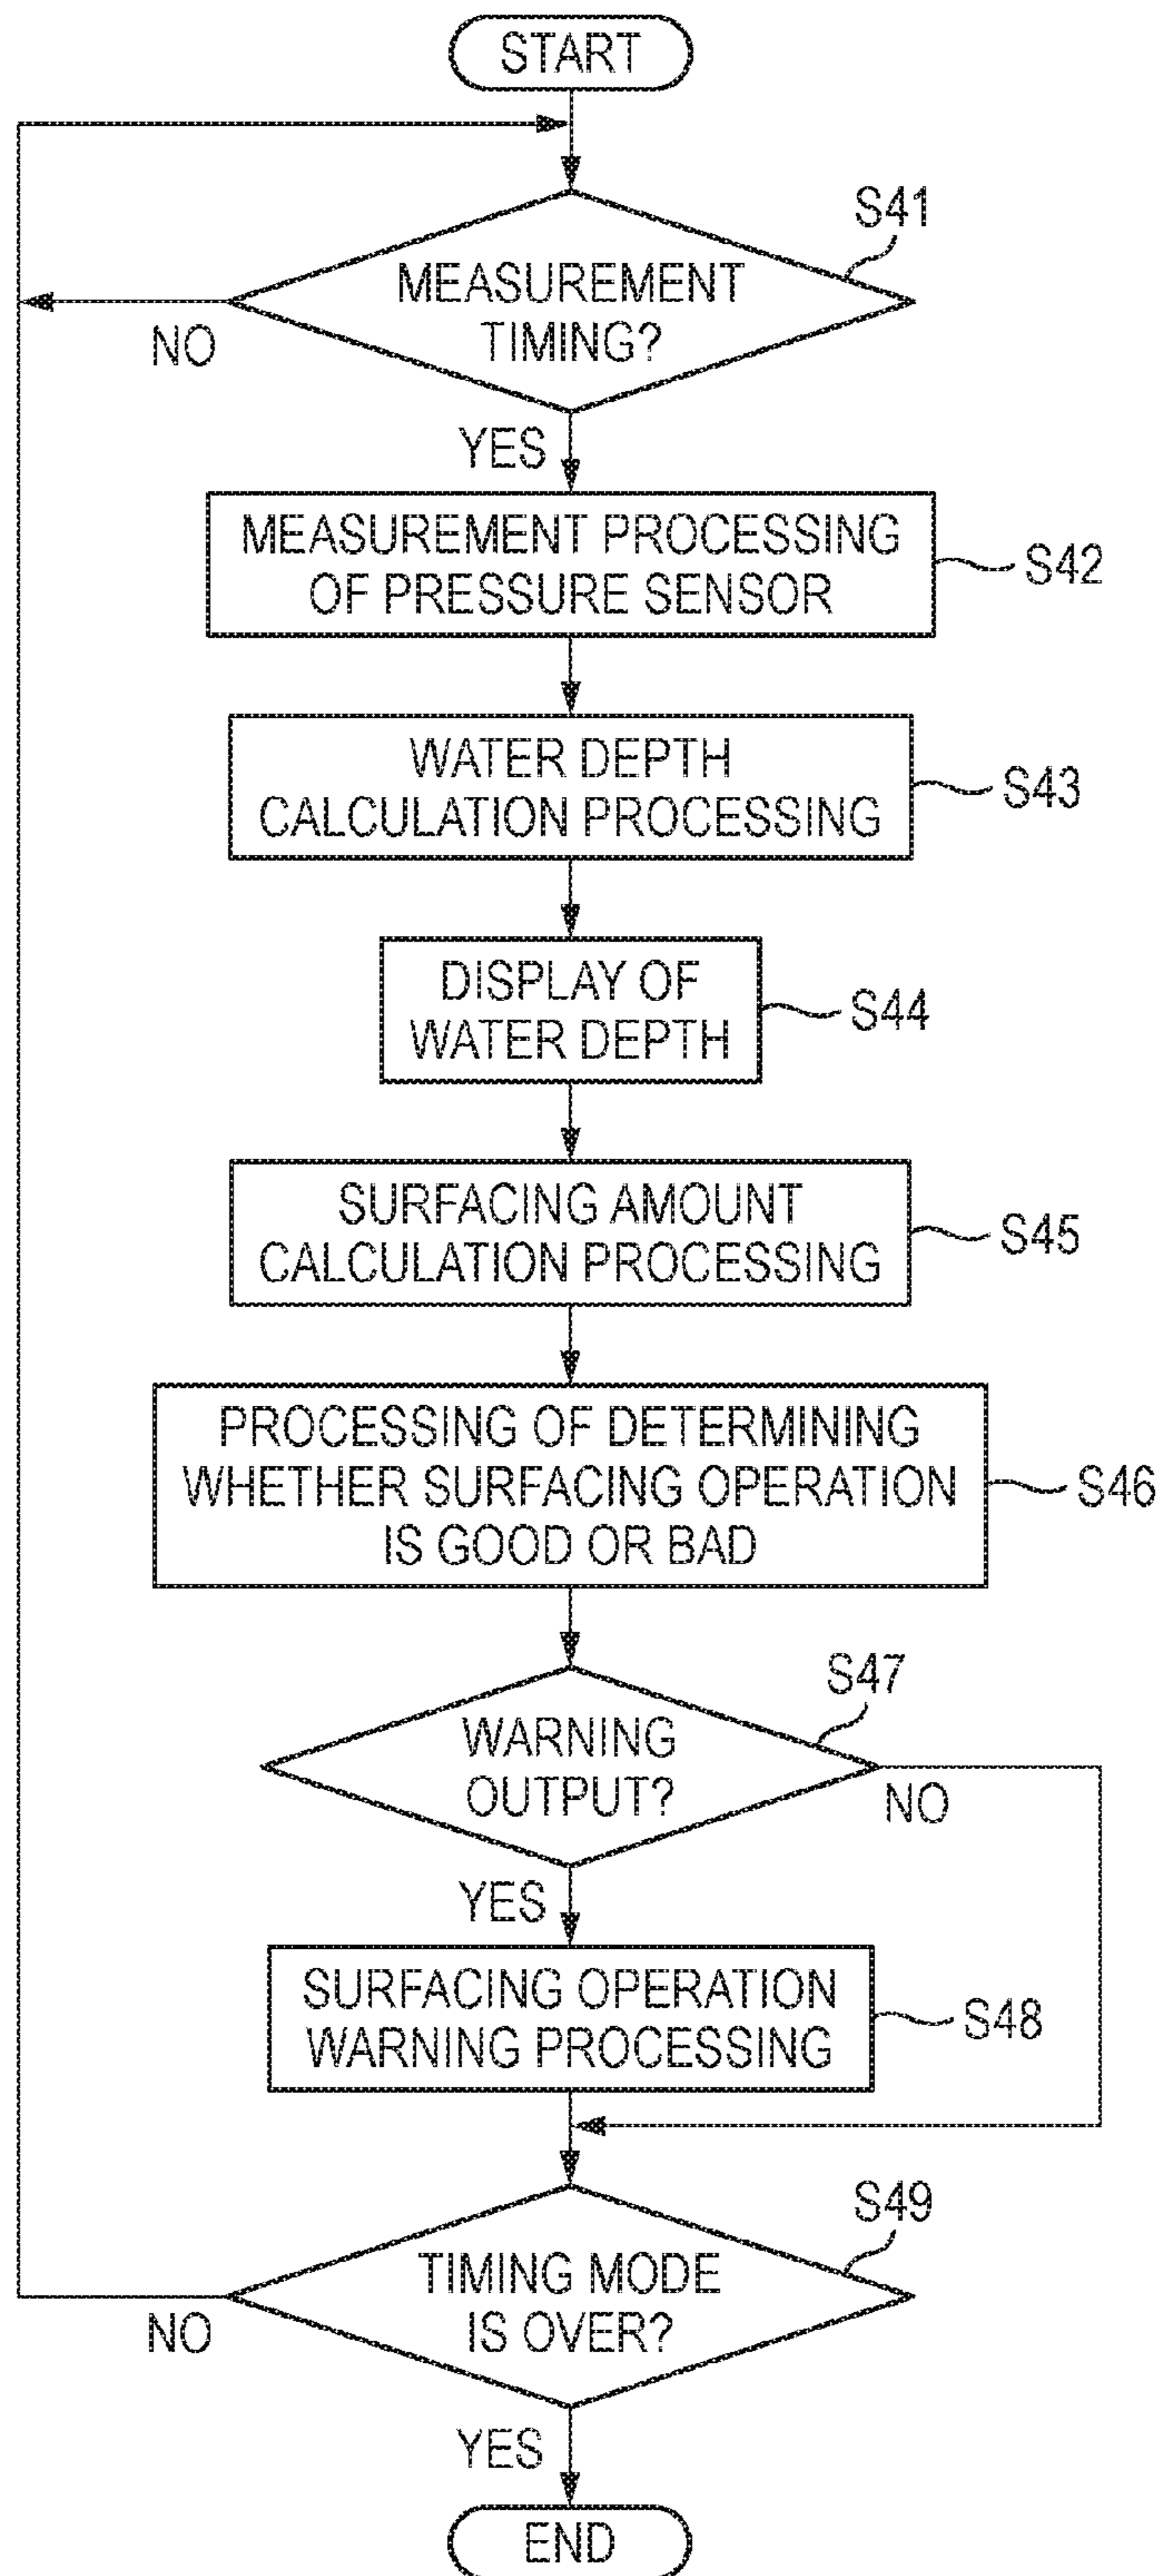 START
S41
MEASUREMENT
TIMING?
NO
YES
MEASUREMENT PROCESSING
OF PRESSURE SENSOR
S42
WATER DEPTH
CALCULATION PROCESSING
S43
DISPLAY OF
WATER DEPTH
S44
SURFACING AMOUNT
CALCULATION PROCESSING
S45
PROCESSING OF DETERMINING
WHETHER SURFACING OPERATION
IS GOOD OR BAD
S46
S47
WARNING
OUTPUT?
NO
YES
SURFACING OPERATION
WARNING PROCESSING
S48
S49
TIMING MODE
IS OVER?
NO
YES
END